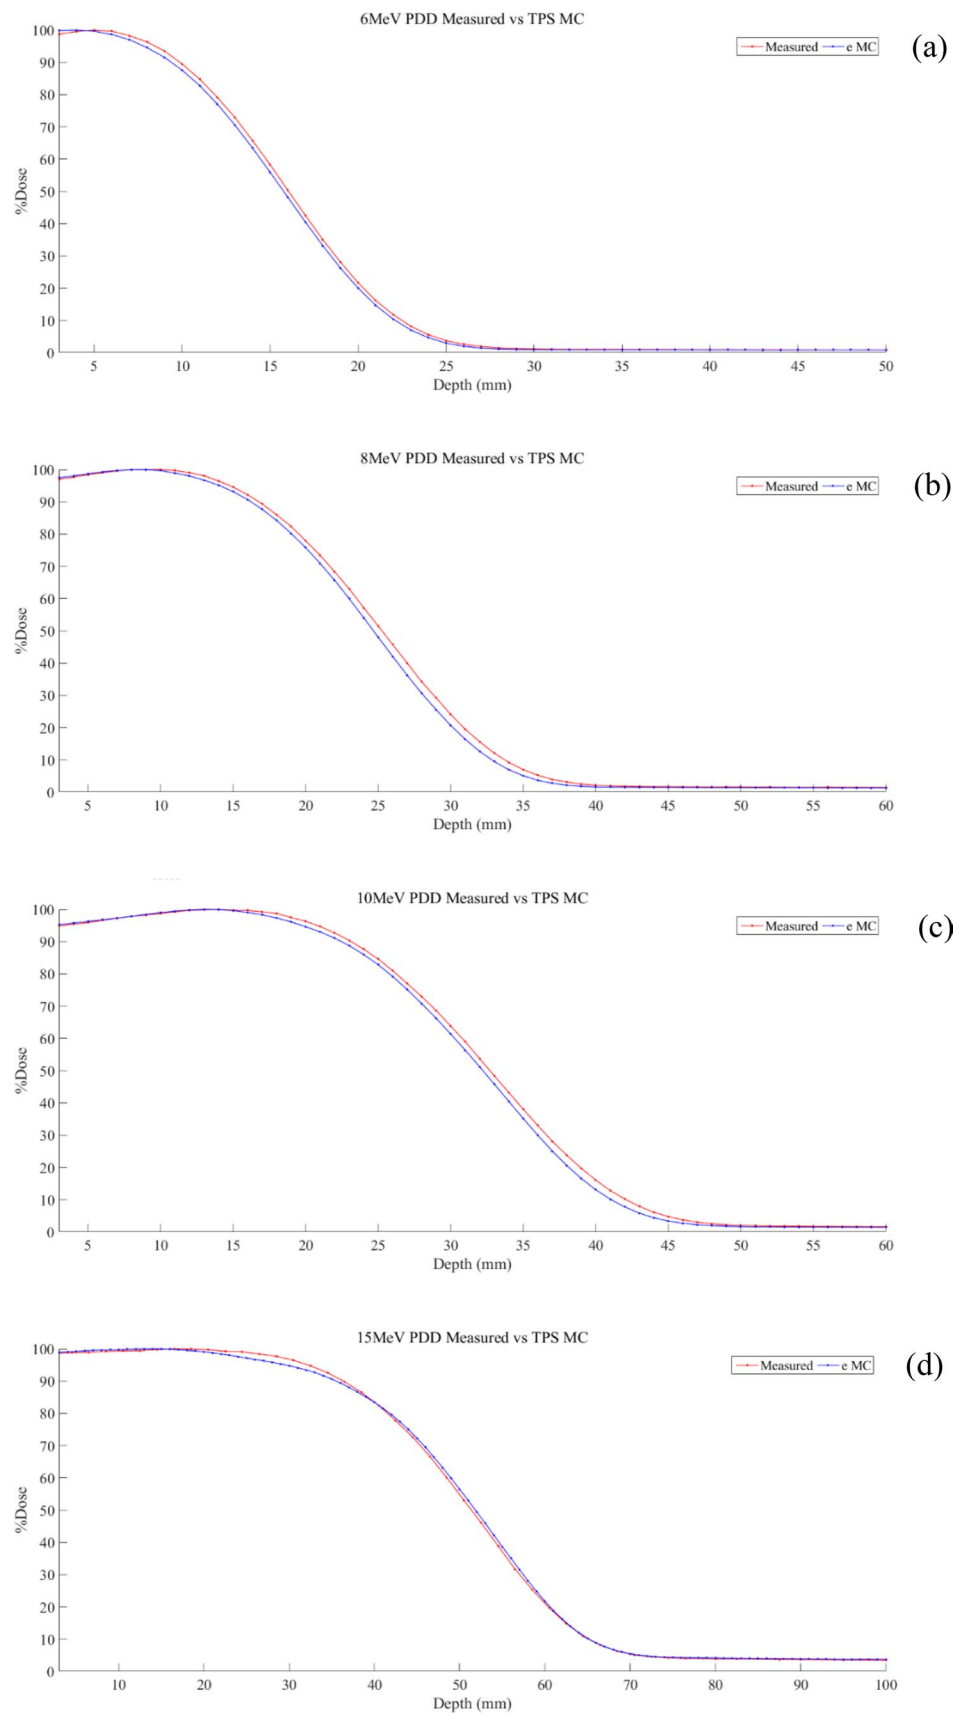 6MeV PDD Measured vs TPS MC
Measured e MC
(a)
100
90
80
70
60
50
40
30
20
10
0
%Dose
5 10 15 20 25 30 35 40 45 50
Depth (mm)
8MeV PDD Measured vs TPS MC
Measured e MC
(b)
100
90
80
70
60
50
40
30
20
10
0
%Dose
5 10 15 20 25 30 35 40 45 50 55 60
Depth (mm)
10MeV PDD Measured vs TPS MC
Measured e MC
(c)
100
90
80
70
60
50
40
30
20
10
0
%Dose
5 10 15 20 25 30 35 40 45 50 55 60
Depth (mm)
15MeV PDD Measured vs TPS MC
Measured e MC
(d)
100
90
80
70
60
50
40
30
20
10
0
%Dose
10 20 30 40 50 60 70 80 90 100
Depth (mm)